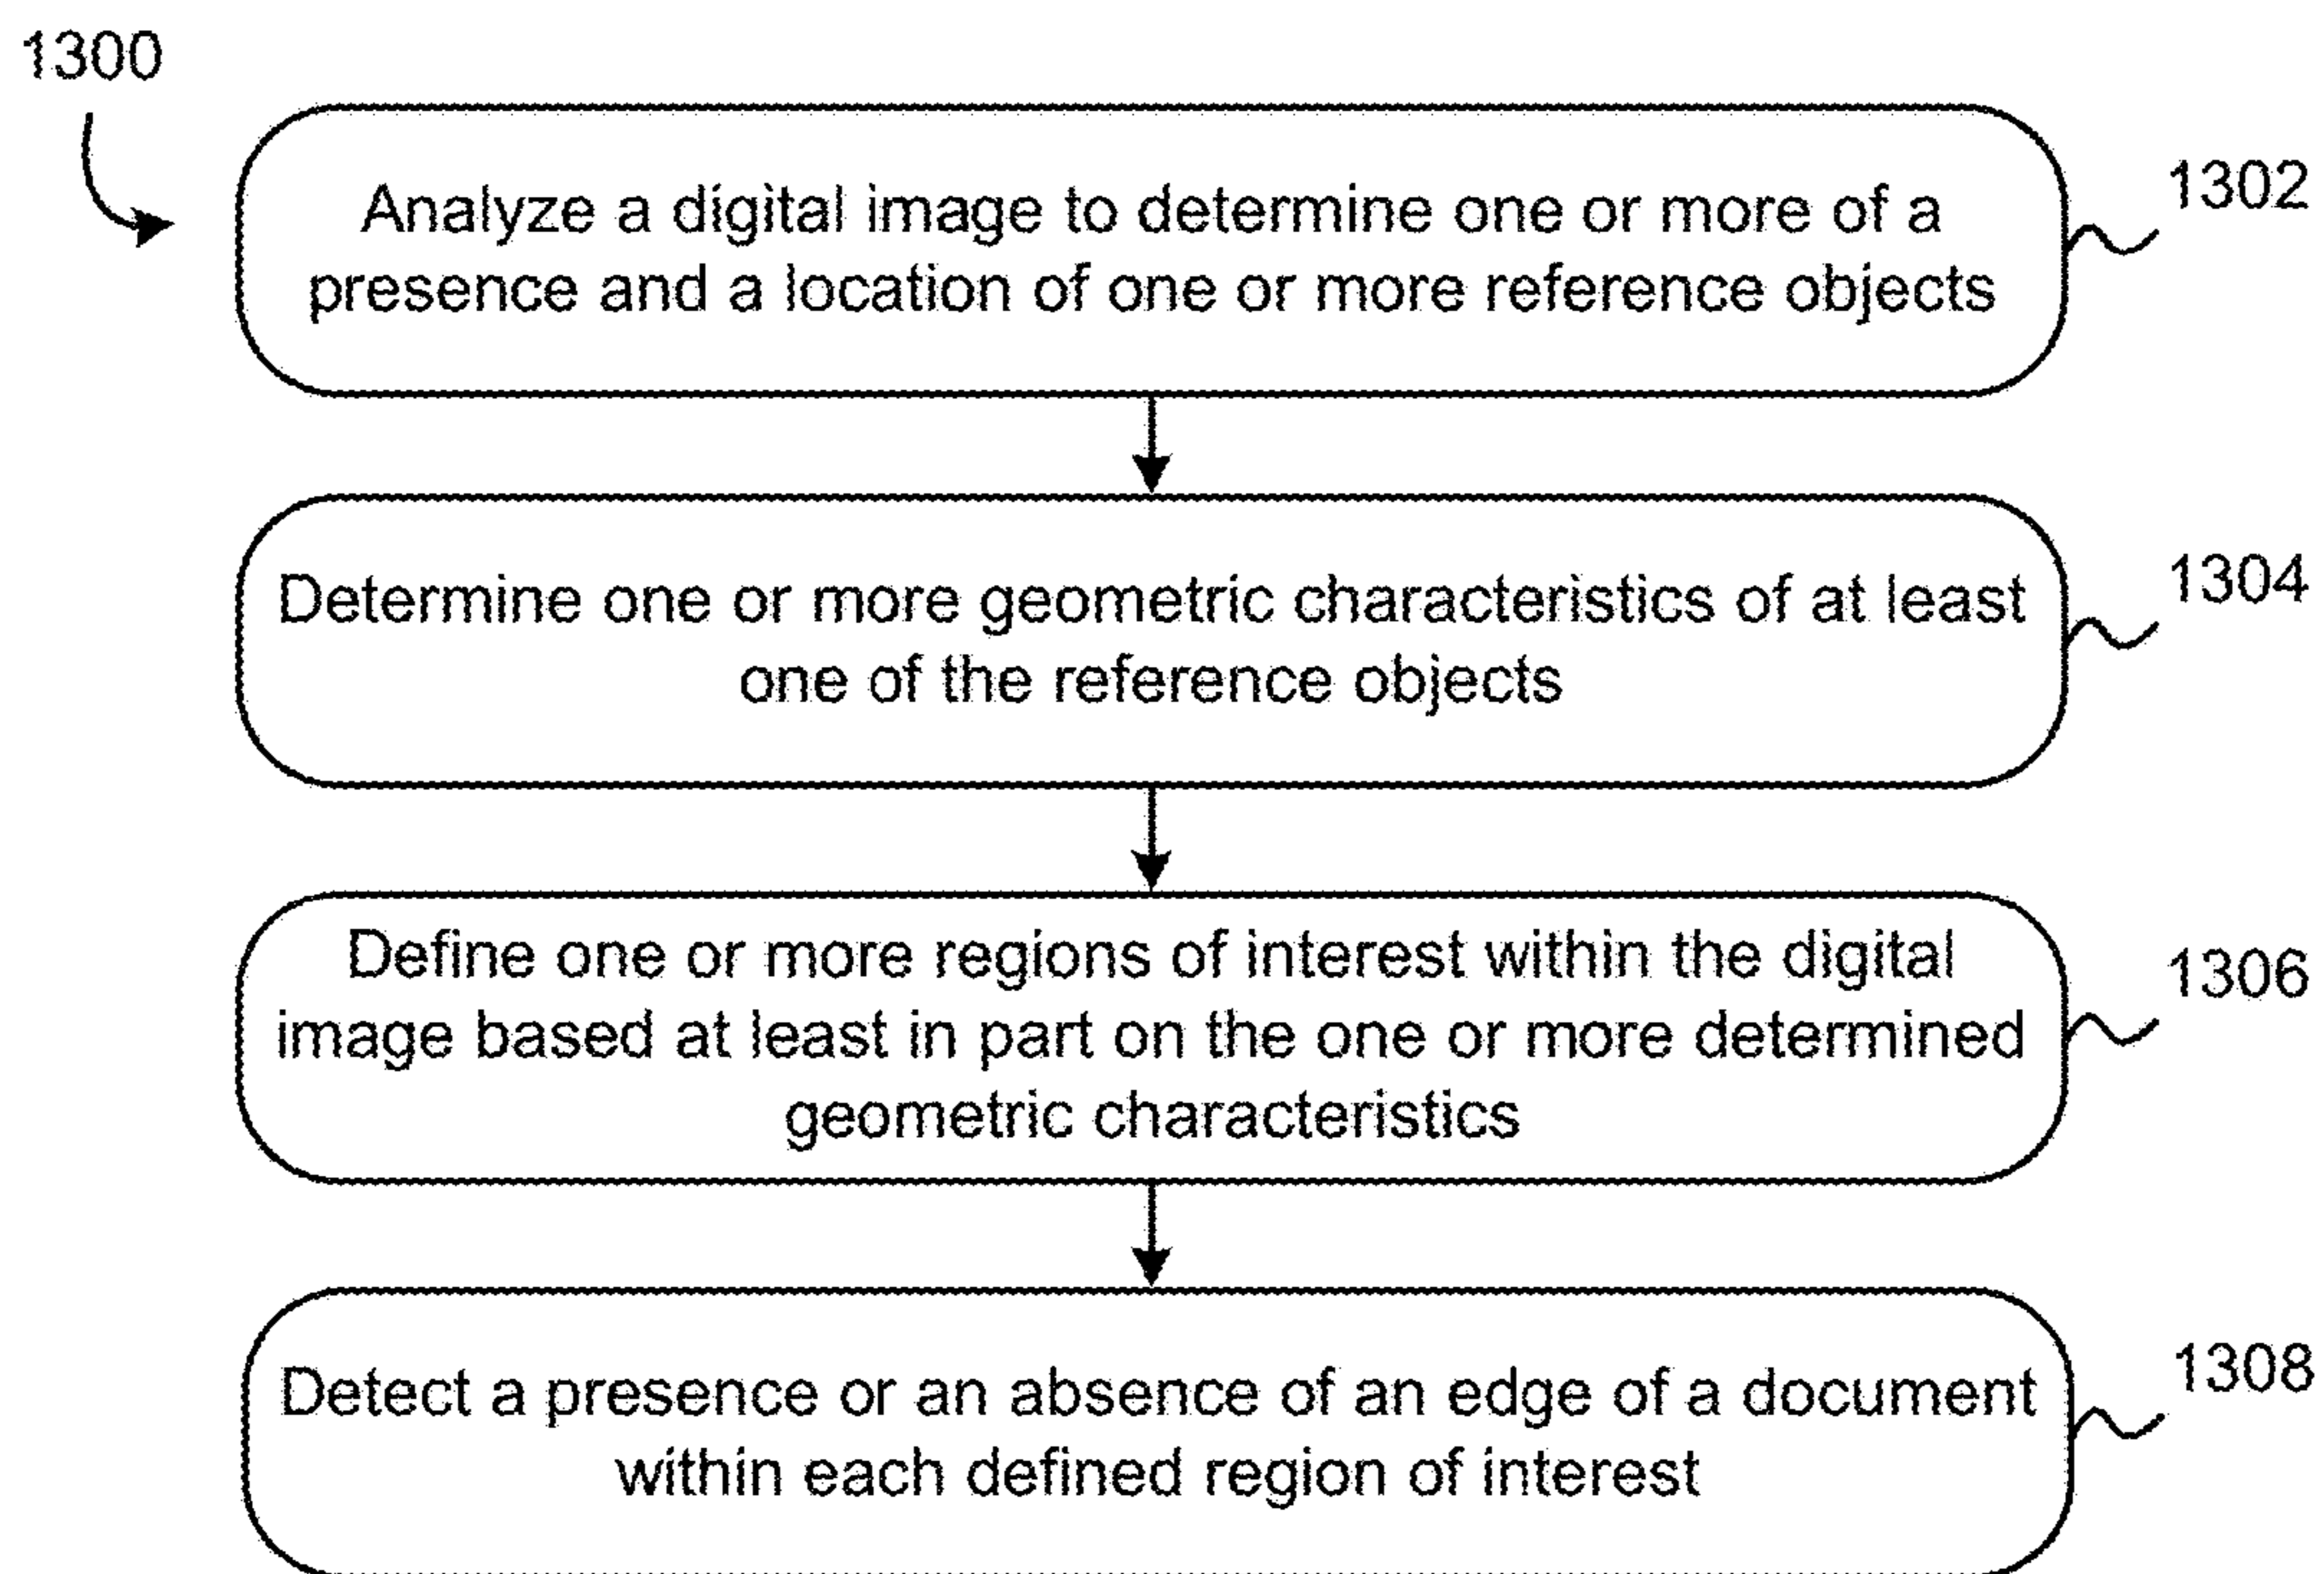 1300
Analyze a digital image to determine one or more of a
presence and a location of one or more reference objects
1302
Determine one or more geometric characteristics of at least
one of the reference objects
1304
Define one or more regions of interest within the digital
image based at least in part on the one or more determined
geometric characteristics
1306
Detect a presence or an absence of an edge of a document
within each defined region of interest
1308